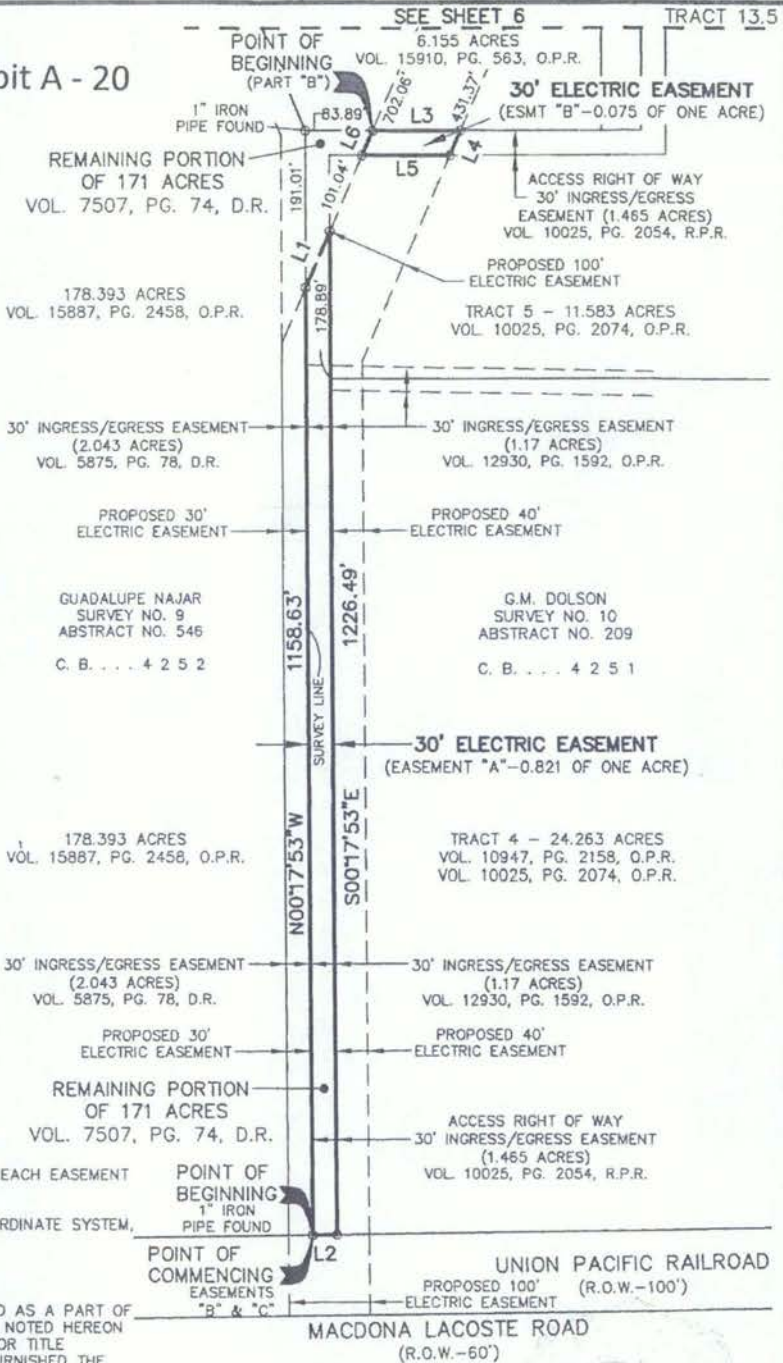 SEE SHEET 6
TRACT 13.5
bit A - 20
POINT OF
BEGINNING
(PART "B")
6.155 ACRES
VOL. 15910, PG. 563, O.P.R.
30' ELECTRIC EASEMENT
(ESMT "B"-0.075 OF ONE ACRE)
1" IRON
PIPE FOUND
63.89'
702.06'
L3
431.37'
L6
L5
L4
REMAINING PORTION
OF 171 ACRES
VOL. 7507, PG. 74, D.R.
191.01'
101.04'
ACCESS RIGHT OF WAY
30' INGRESS/EGRESS
EASEMENT (1.465 ACRES)
VOL. 10025, PG. 2054, R.P.R.
L1
PROPOSED 100'
ELECTRIC EASEMENT
178.393 ACRES
VOL. 15887, PG. 2458, O.P.R.
178.89'
TRACT 5 - 11.583 ACRES
VOL. 10025, PG. 2074, O.P.R.
30' INGRESS/EGRESS EASEMENT
(2.043 ACRES)
VOL. 5875, PG. 78, D.R.
30' INGRESS/EGRESS EASEMENT
(1.17 ACRES)
VOL. 12930, PG. 1592, O.P.R.
PROPOSED 30'
ELECTRIC EASEMENT
PROPOSED 40'
ELECTRIC EASEMENT
GUADALUPE NAJAR
SURVEY NO. 9
ABSTRACT NO. 546
C. B. . . . 4 2 5 2
1158.63'
SURVEY LINE
1226.49'
G.M. DOLSON
SURVEY NO. 10
ABSTRACT NO. 209
C. B. . . . 4 2 5 1
30' ELECTRIC EASEMENT
(EASEMENT "A"-0.821 OF ONE ACRE)
N00°17'53"W
S00°17'53"E
178.393 ACRES
VOL. 15887, PG. 2458, O.P.R.
TRACT 4 - 24.263 ACRES
VOL. 10947, PG. 2158, O.P.R.
VOL. 10025, PG. 2074, O.P.R.
30' INGRESS/EGRESS EASEMENT
(2.043 ACRES)
VOL. 5875, PG. 78, D.R.
30' INGRESS/EGRESS EASEMENT
(1.17 ACRES)
VOL. 12930, PG. 1592, O.P.R.
PROPOSED 30'
ELECTRIC EASEMENT
PROPOSED 40'
ELECTRIC EASEMENT
REMAINING PORTION
OF 171 ACRES
VOL. 7507, PG. 74, D.R.
ACCESS RIGHT OF WAY
30' INGRESS/EGRESS EASEMENT
(1.465 ACRES)
VOL. 10025, PG. 2054, R.P.R.
EACH EASEMENT
RDINATE SYSTEM,
POINT OF
BEGINNING
1" IRON
PIPE FOUND
L2
POINT OF
COMMENCING
EASEMENTS
"B" & "C"
UNION PACIFIC RAILROAD
(R.O.W.-100')
PROPOSED 100'
ELECTRIC EASEMENT
D AS A PART OF
NOTED HEREON
OR TITLE
MACDONA LACOSTE ROAD
(R.O.W.-60')